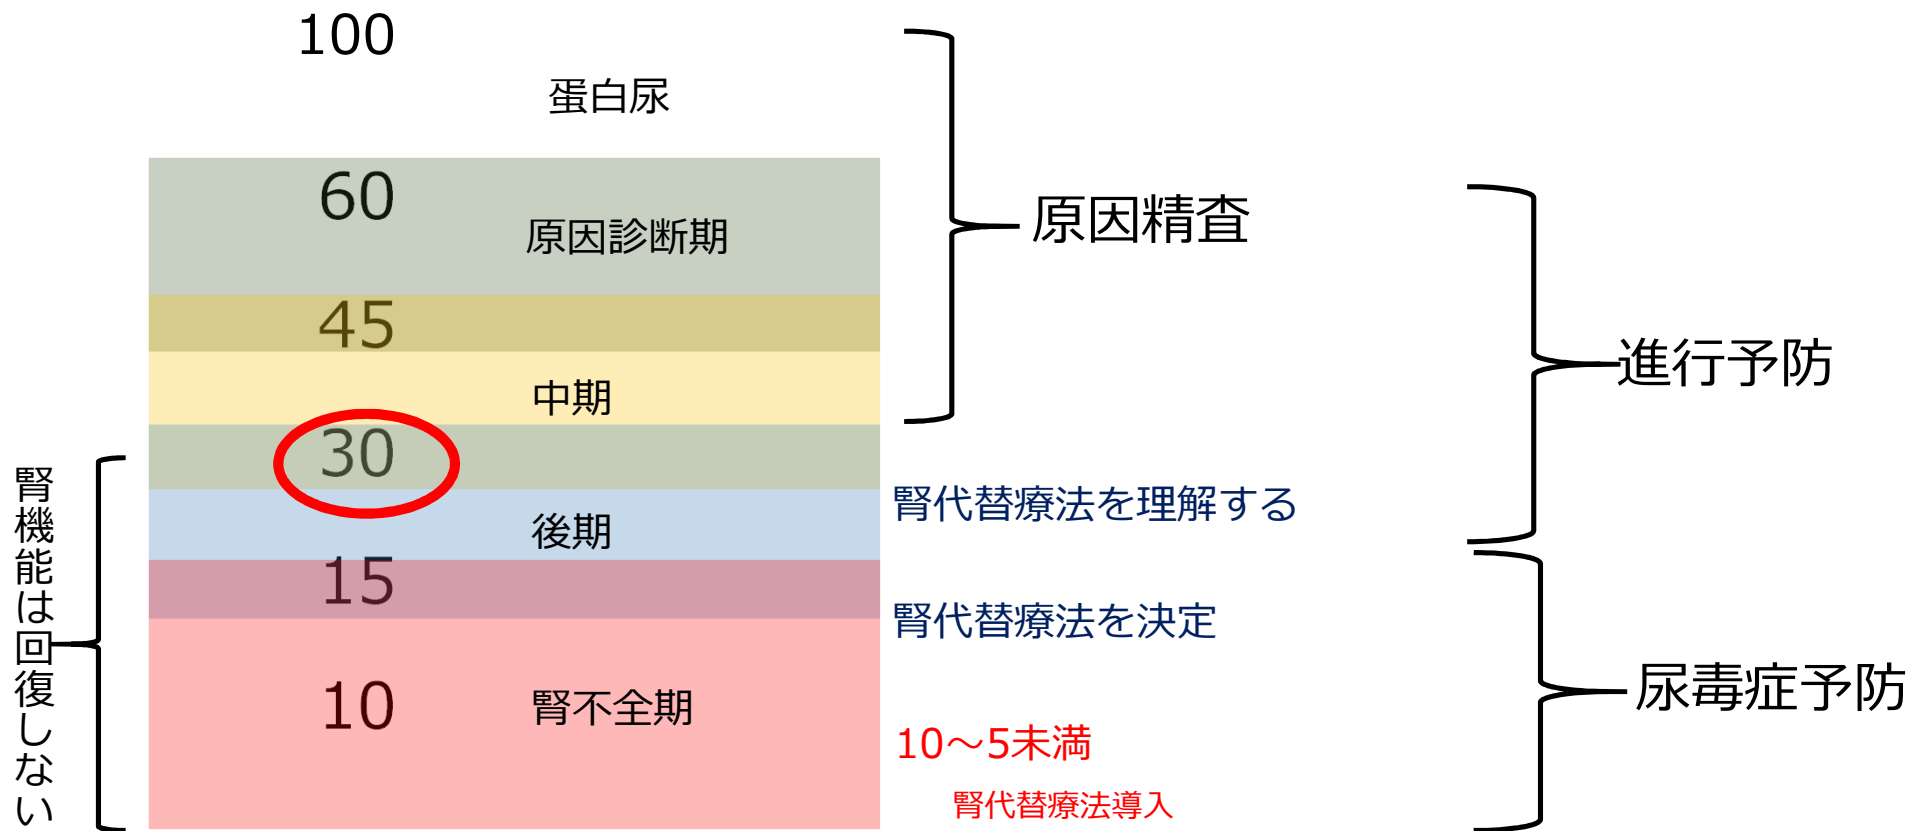 100
蛋白尿
60
原因診断期
原因精査
45
進行予防
中期
30
腎機能は回復しない
腎代替療法を理解する
後期
15
腎代替療法を決定
10
腎不全期
尿毒症予防
10～5未満
腎代替療法導入